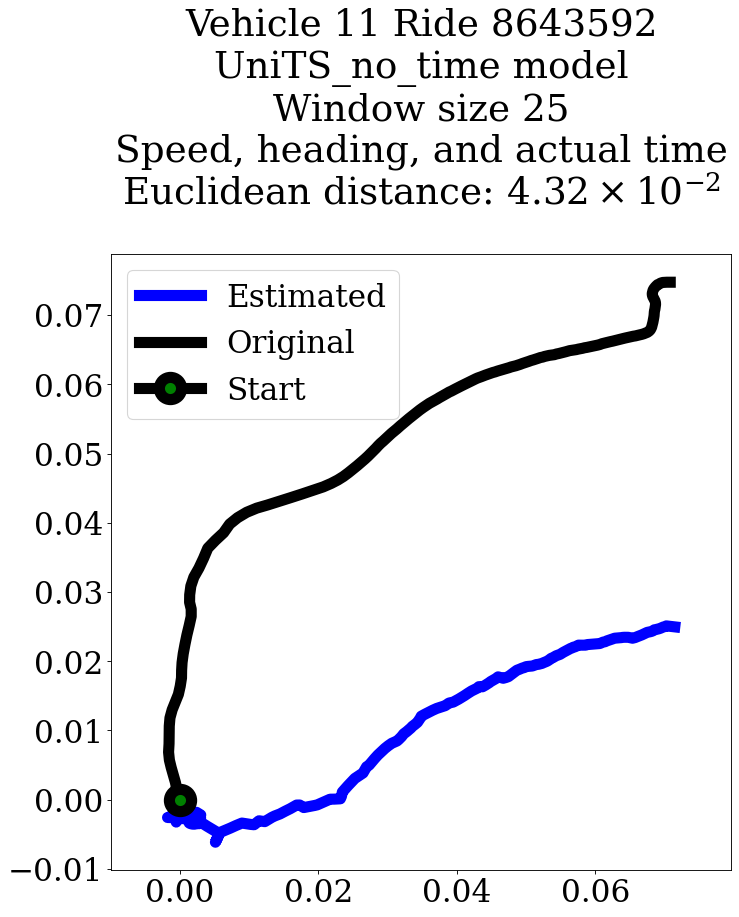 Vehicle 11 Ride 8643592
UniTS_no_time model
Window size 25
Speed, heading, and actual time
Euclidean distance: 4.32 × 10⁻²
Estimated
Original
Start
0.07
0.06
0.05
0.04
0.03
0.02
0.01
0.00
−0.01
0.00 0.02 0.04 0.06